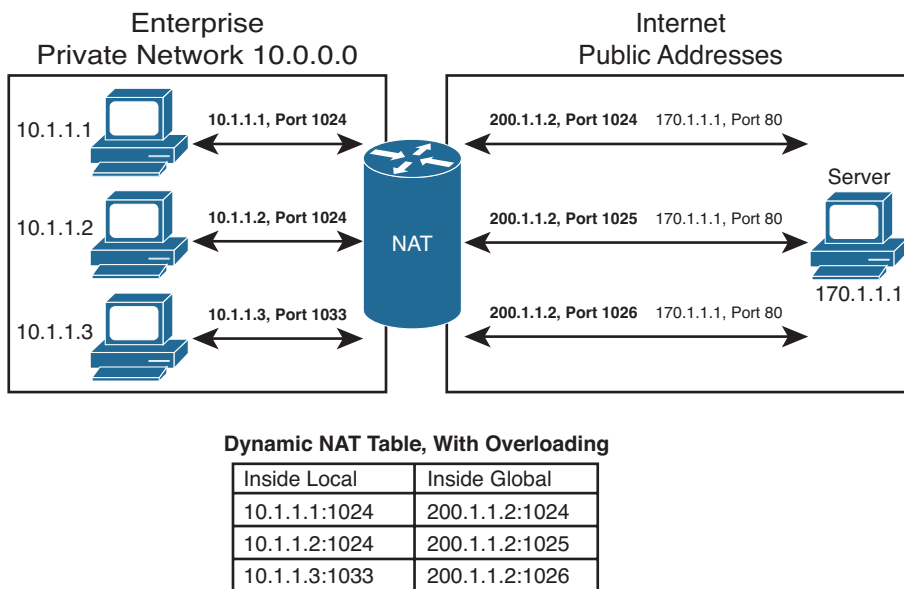 Enterprise
Private Network 10.0.0.0
Internet
Public Addresses
10.1.1.1
10.1.1.1, Port 1024
200.1.1.2, Port 1024 170.1.1.1, Port 80
Server
10.1.1.2
10.1.1.2, Port 1024
NAT
200.1.1.2, Port 1025 170.1.1.1, Port 80
170.1.1.1
10.1.1.3
10.1.1.3, Port 1033
200.1.1.2, Port 1026 170.1.1.1, Port 80
Dynamic NAT Table, With Overloading
Inside Local Inside Global
10.1.1.1:1024 200.1.1.2:1024
10.1.1.2:1024 200.1.1.2:1025
10.1.1.3:1033 200.1.1.2:1026